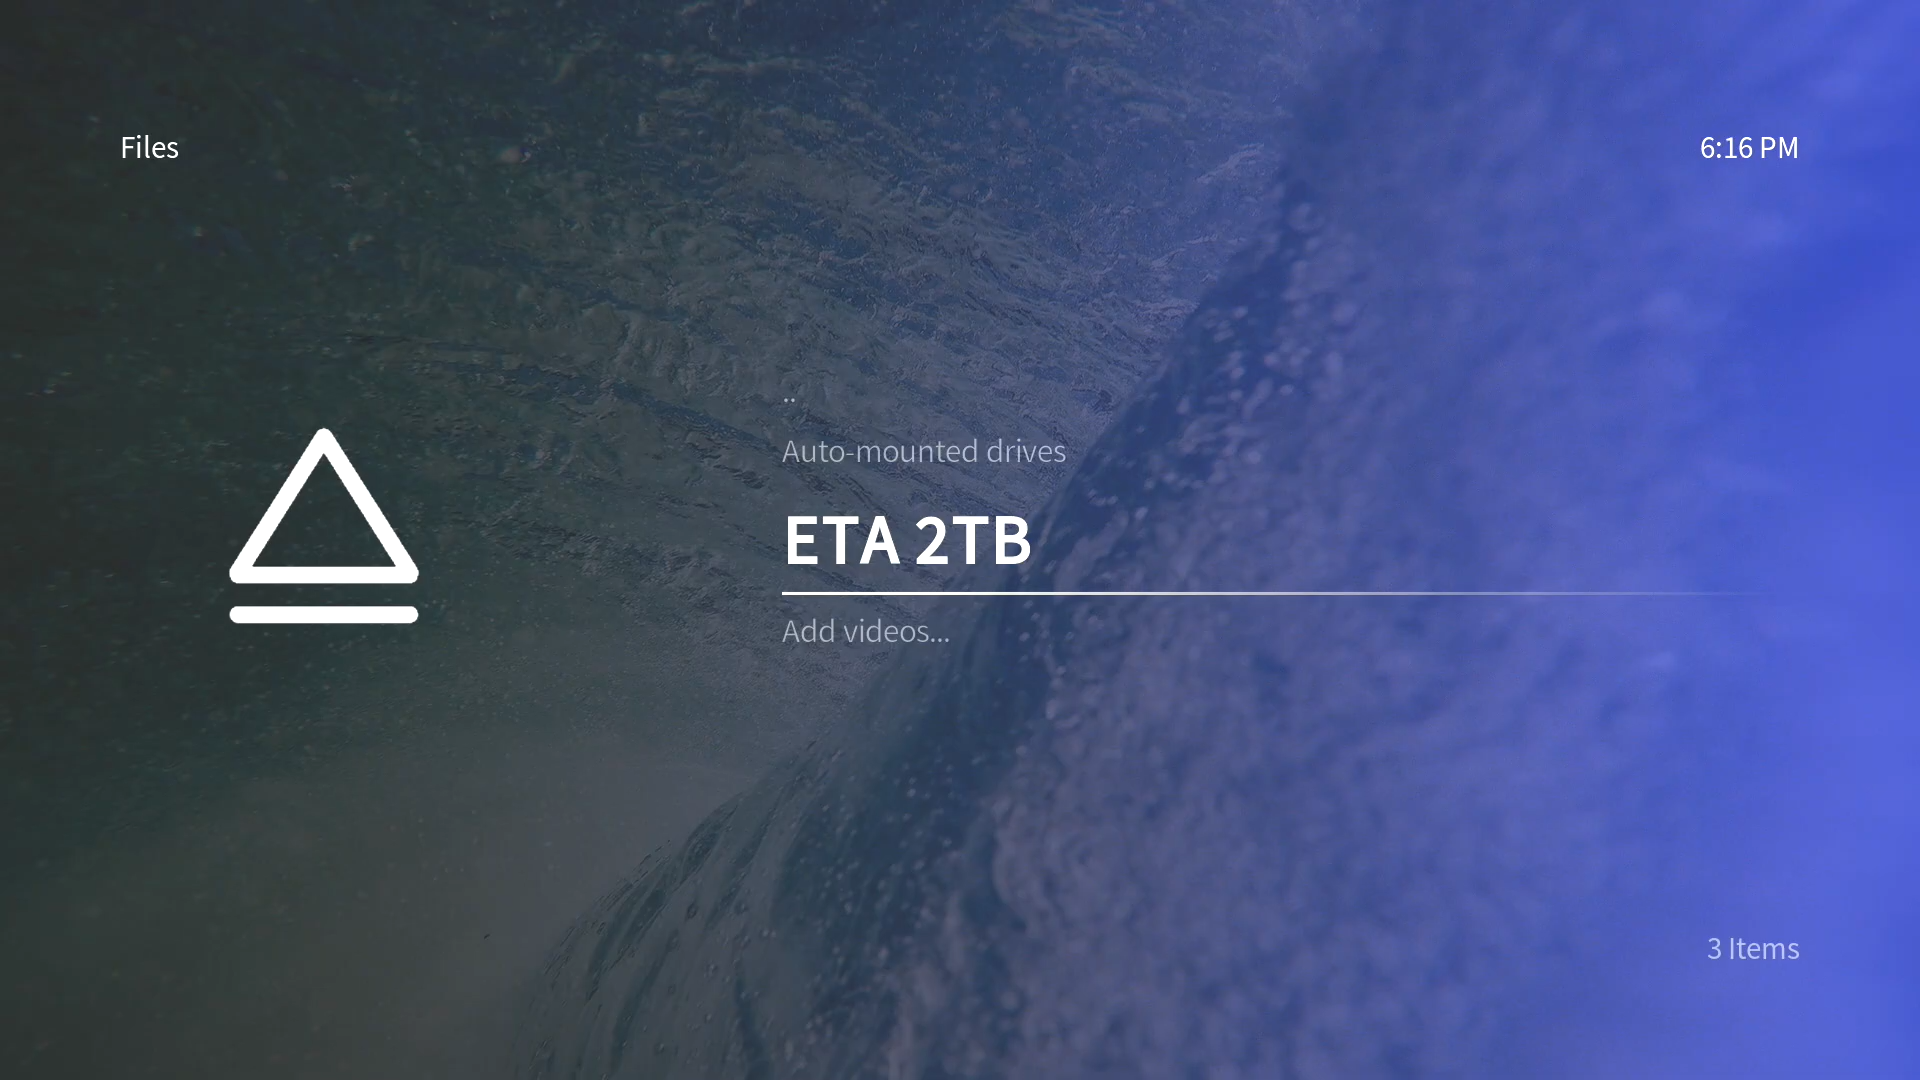 Files
6:16 PM
..
Auto-mounted drives
ETA 2TB
Add videos...
3 Items